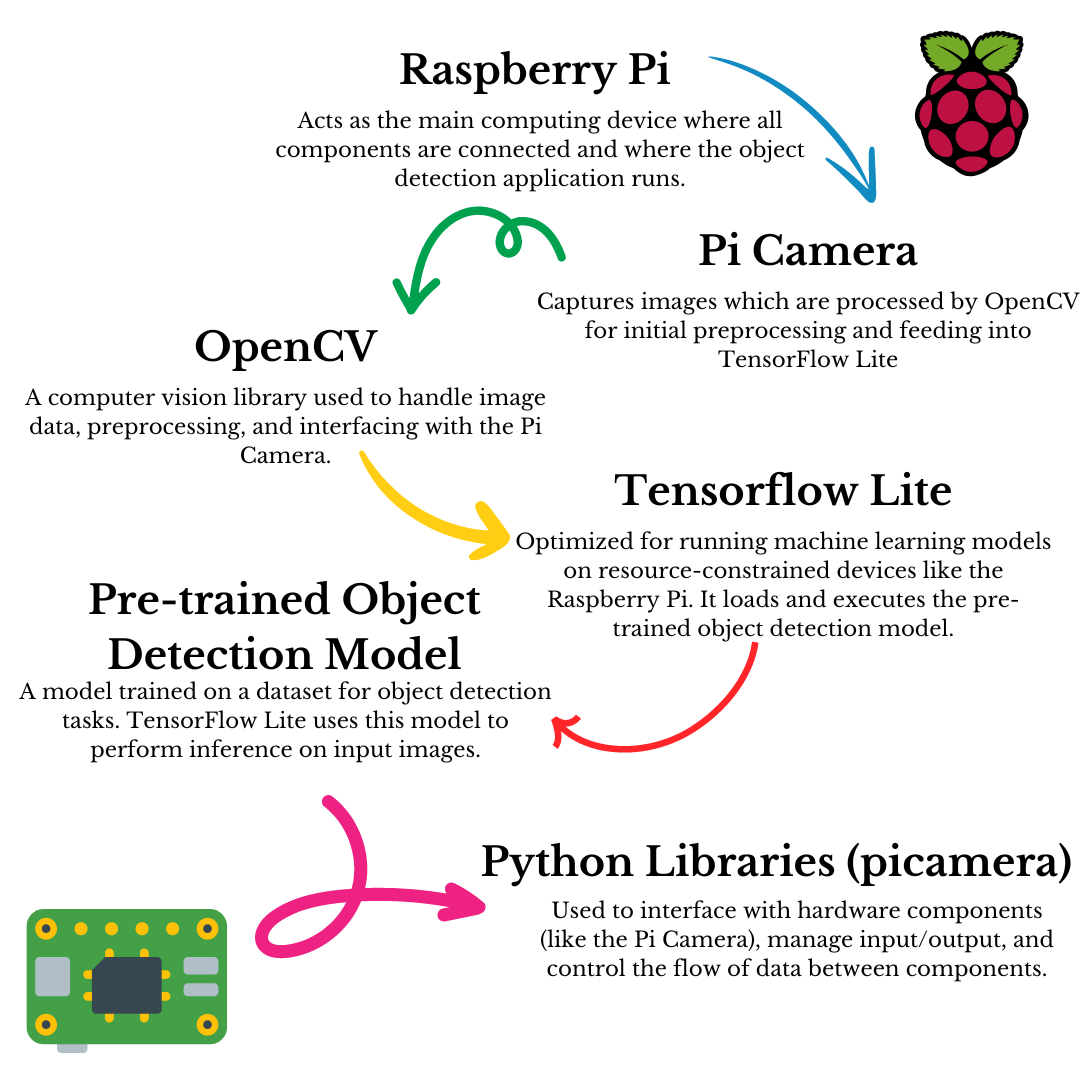 Raspberry Pi
Acts as the main computing device where all
components are connected and where the object
detection application runs.
Pi Camera
Captures images which are processed by OpenCV
for initial preprocessing and feeding into
TensorFlow Lite
OpenCV
A computer vision library used to handle image
data, preprocessing, and interfacing with the Pi
Camera.
Tensorflow Lite
Optimized for running machine learning models
on resource-constrained devices like the
Raspberry Pi. It loads and executes the pre-
trained object detection model.
Pre-trained Object
Detection Model
A model trained on a dataset for object detection
tasks. TensorFlow Lite uses this model to
perform inference on input images.
Python Libraries (picamera)
Used to interface with hardware components
(like the Pi Camera), manage input/output, and
control the flow of data between components.